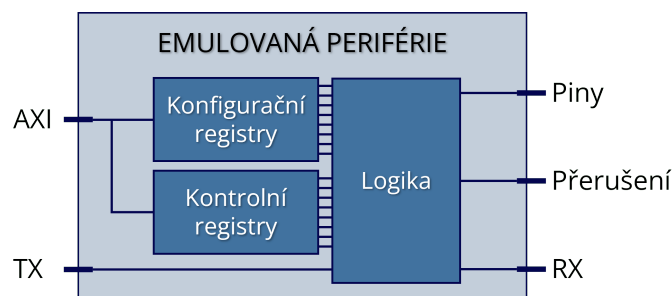 EMULOVANÁ PERIFÉRIE
AXI
Konfigurační
registry
Kontrolní
registry
TX
Logika
Piny
Přerušení
RX